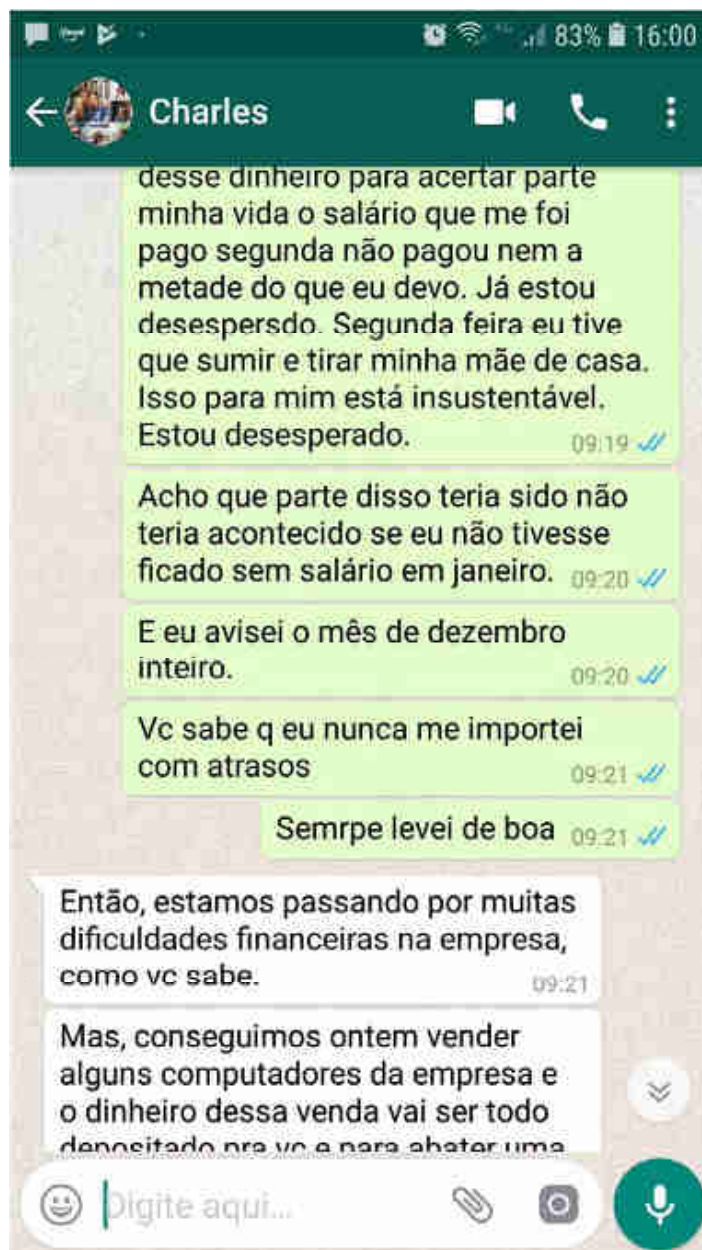 83% 16:00
Charles
desse dinheiro para acertar parte
minha vida o salário que me foi
pago segunda não pagou nem a
metade do que eu devo. Já estou
desespersdo. Segunda feira eu tive
que sumir e tirar minha mãe de casa.
Isso para mim está insustentável.
Estou desesperado. 09:19
Acho que parte disso teria sido não
teria acontecido se eu não tivesse
ficado sem salário em janeiro. 09:20
E eu avisei o mês de dezembro
inteiro. 09:20
Vc sabe q eu nunca me importei
com atrasos 09:21
Semrpe levei de boa 09:21
Então, estamos passando por muitas
dificuldades financeiras na empresa,
como vc sabe. 09:21
Mas, conseguimos ontem vender
alguns computadores da empresa e
o dinheiro dessa venda vai ser todo
depositado pra vc e para abater uma
Digite aqui...